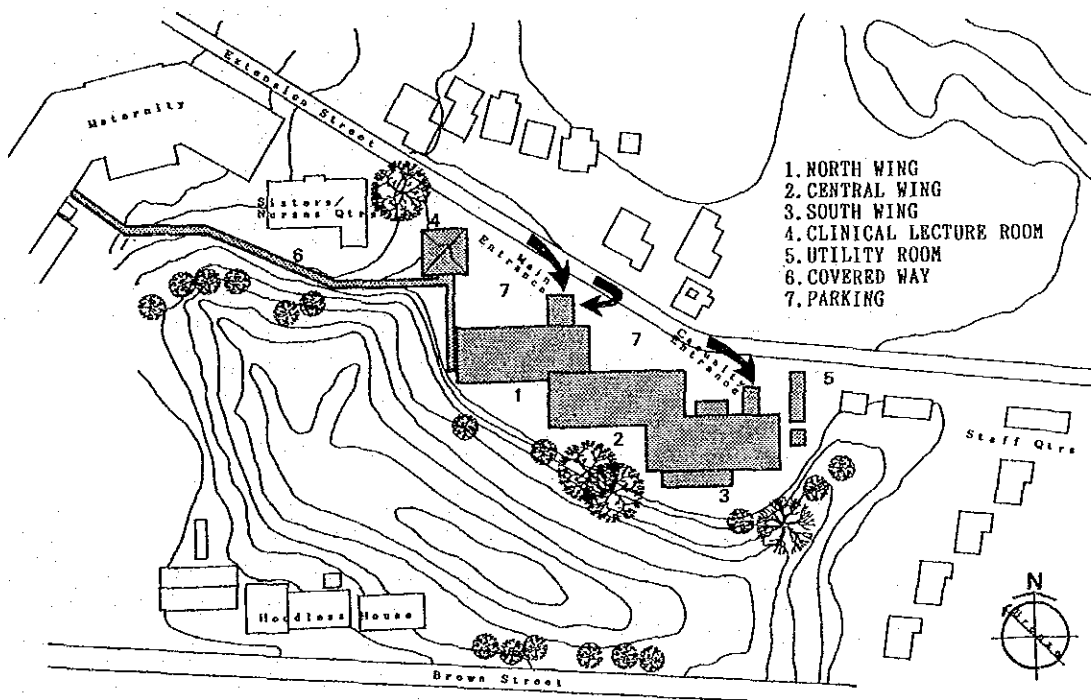 Extension Street
Maternity
Sisters/
Nurses Qtrs
4
6
Main
Entrance
7
7
Casualty
Entrance
5
1
2
3
1. NORTH WING
2. CENTRAL WING
3. SOUTH WING
4. CLINICAL LECTURE ROOM
5. UTILITY ROOM
6. COVERED WAY
7. PARKING
Staff Qtrs
Hoodless House
Brown Street
N
Breeze